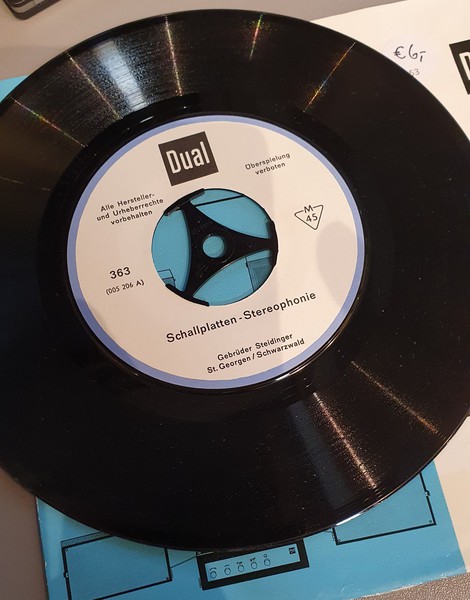 €6,-
63
Dual
Alle Hersteller-
und Urheberrechte
vorbehalten
Überspielung
verboten
M
45
363
(005 206 A)
Schallplatten-Stereophonie
Gebrüder Steidinger
St. Georgen/Schwarzwald